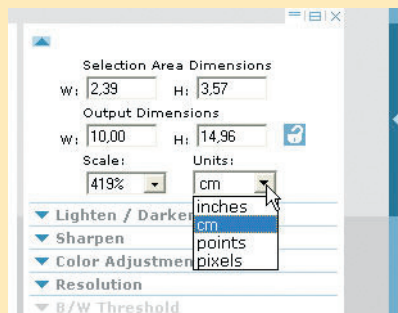 Selection Area Dimensions
W: 2,39 H: 3,57
Output Dimensions
W: 10,00 H: 14,96
Scale: Units:
419% cm
inches
Lighten / Darken
cm
Sharpen
points
Color Adjustmen
pixels
Resolution
B/W Threshold